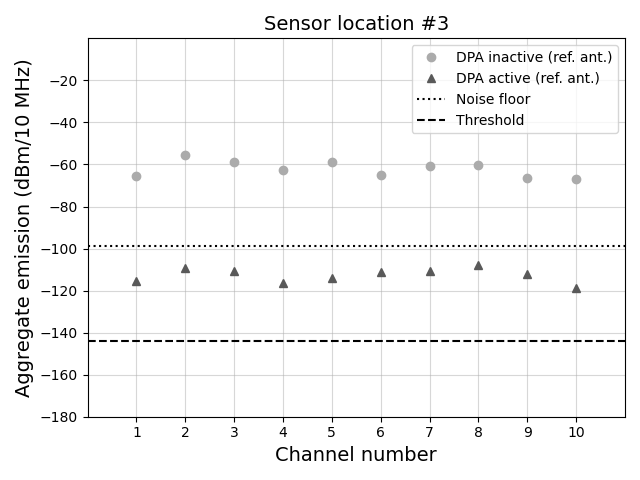 Sensor location #3
DPA inactive (ref. ant.)
DPA active (ref. ant.)
Noise floor
Threshold
Aggregate emission (dBm/10 MHz)
−20
−40
−60
−80
−100
−120
−140
−160
−180
1 2 3 4 5 6 7 8 9 10
Channel number